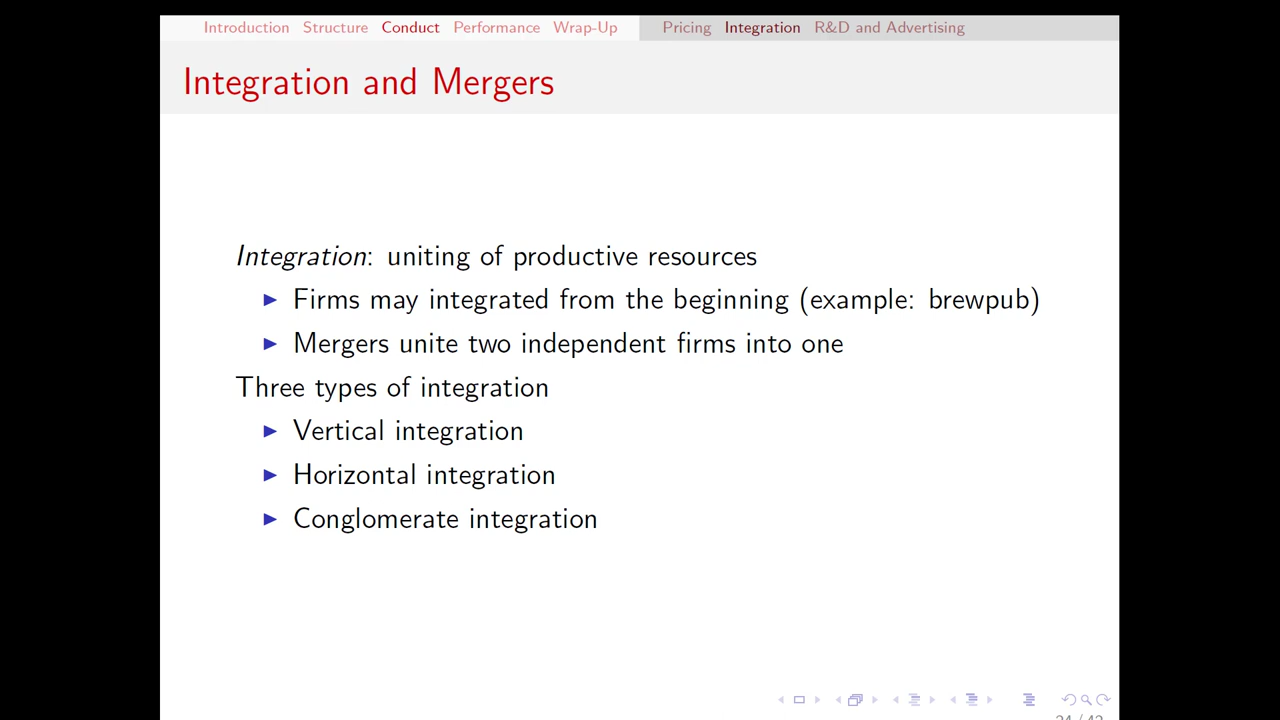 Introduction Structure Conduct Performance Wrap-Up Pricing Integration R&D and Advertising
Integration and Mergers
Integration: uniting of productive resources
Firms may integrated from the beginning (example: brewpub)
Mergers unite two independent firms into one
Three types of integration
Vertical integration
Horizontal integration
Conglomerate integration